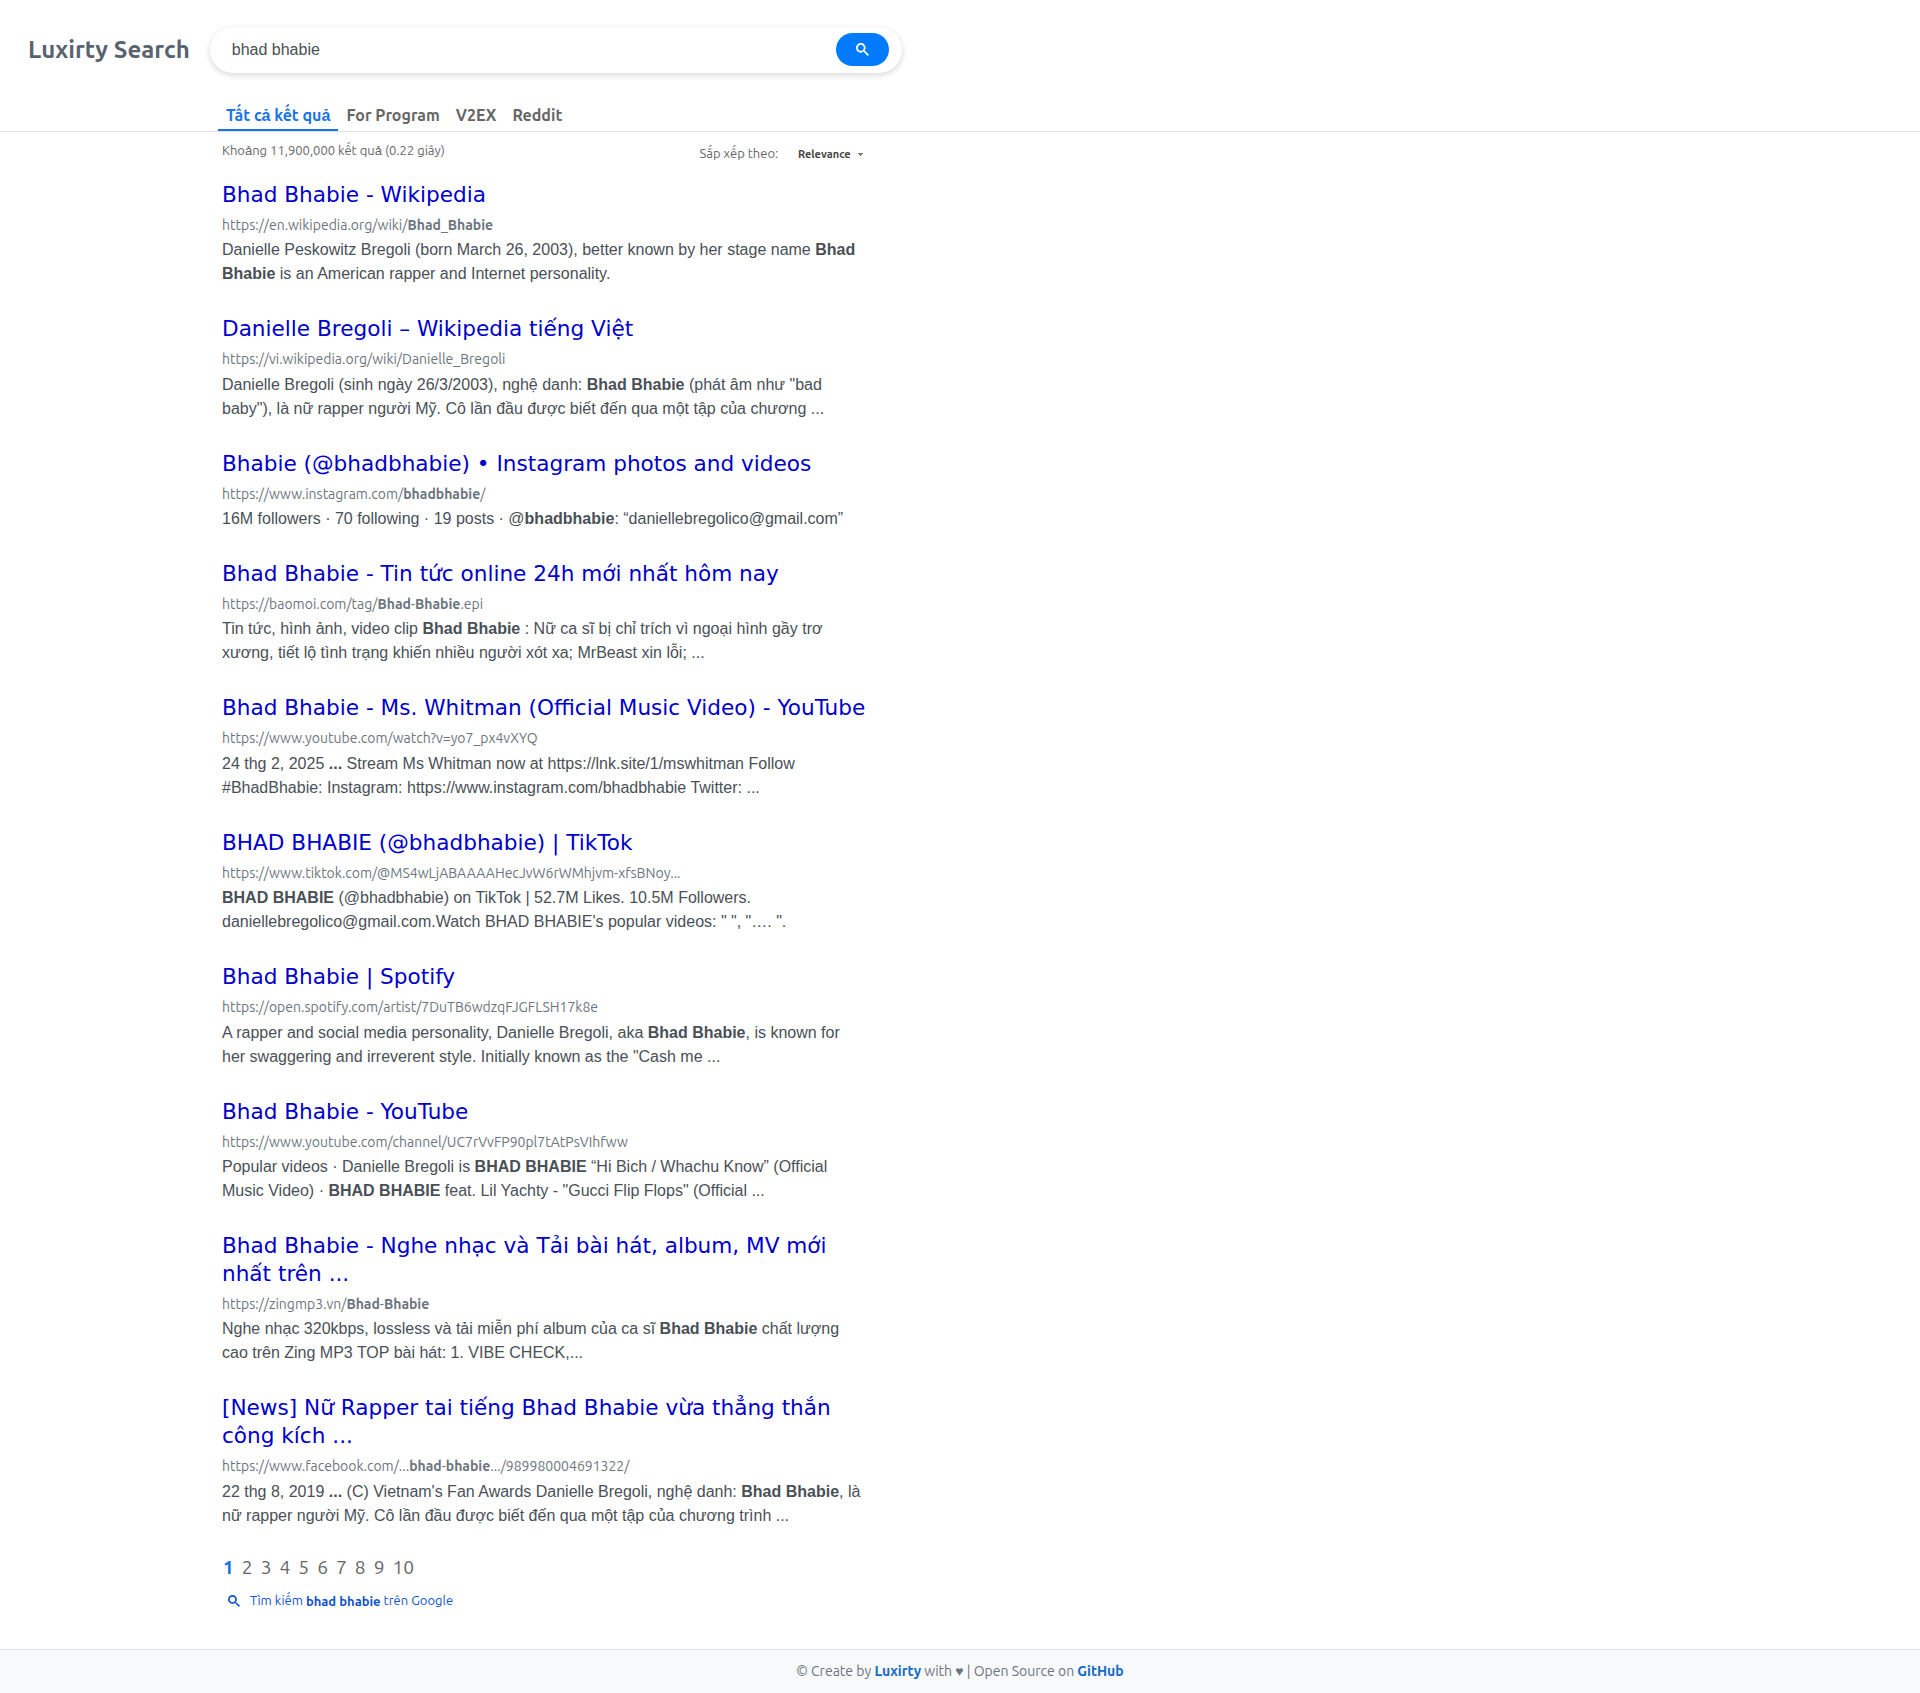 Luxirty Search
bhad bhabie
Tất cả kết quả For Program V2EX Reddit
Khoảng 11,900,000 kết quả (0.22 giây)
Sắp xếp theo: Relevance
Bhad Bhabie - Wikipedia
https://en.wikipedia.org/wiki/Bhad_Bhabie
Danielle Peskowitz Bregoli (born March 26, 2003), better known by her stage name Bhad
Bhabie is an American rapper and Internet personality.
Danielle Bregoli – Wikipedia tiếng Việt
https://vi.wikipedia.org/wiki/Danielle_Bregoli
Danielle Bregoli (sinh ngày 26/3/2003), nghệ danh: Bhad Bhabie (phát âm như "bad
baby"), là nữ rapper người Mỹ. Cô lần đầu được biết đến qua một tập của chương ...
Bhabie (@bhadbhabie) • Instagram photos and videos
https://www.instagram.com/bhadbhabie/
16M followers · 70 following · 19 posts · @bhadbhabie: “daniellebregolico@gmail.com”
Bhad Bhabie - Tin tức online 24h mới nhất hôm nay
https://baomoi.com/tag/Bhad-Bhabie.epi
Tin tức, hình ảnh, video clip Bhad Bhabie : Nữ ca sĩ bị chỉ trích vì ngoại hình gầy trơ
xương, tiết lộ tình trạng khiến nhiều người xót xa; MrBeast xin lỗi; ...
Bhad Bhabie - Ms. Whitman (Official Music Video) - YouTube
https://www.youtube.com/watch?v=yo7_px4vXYQ
24 thg 2, 2025 ... Stream Ms Whitman now at https://lnk.site/1/mswhitman Follow
#BhadBhabie: Instagram: https://www.instagram.com/bhadbhabie Twitter: ...
BHAD BHABIE (@bhadbhabie) | TikTok
https://www.tiktok.com/@MS4wLjABAAAAHecJvW6rWMhjvm-xfsBNoy...
BHAD BHABIE (@bhadbhabie) on TikTok | 52.7M Likes. 10.5M Followers.
daniellebregolico@gmail.com.Watch BHAD BHABIE's popular videos: " ", "…. ".
Bhad Bhabie | Spotify
https://open.spotify.com/artist/7DuTB6wdzqFJGFLSH17k8e
A rapper and social media personality, Danielle Bregoli, aka Bhad Bhabie, is known for
her swaggering and irreverent style. Initially known as the "Cash me ...
Bhad Bhabie - YouTube
https://www.youtube.com/channel/UC7rVvFP90pl7tAtPsVIhfww
Popular videos · Danielle Bregoli is BHAD BHABIE “Hi Bich / Whachu Know” (Official
Music Video) · BHAD BHABIE feat. Lil Yachty - "Gucci Flip Flops" (Official ...
Bhad Bhabie - Nghe nhạc và Tải bài hát, album, MV mới
nhất trên ...
https://zingmp3.vn/Bhad-Bhabie
Nghe nhạc 320kbps, lossless và tải miễn phí album của ca sĩ Bhad Bhabie chất lượng
cao trên Zing MP3 TOP bài hát: 1. VIBE CHECK,...
[News] Nữ Rapper tai tiếng Bhad Bhabie vừa thẳng thắn
công kích ...
https://www.facebook.com/...bhad-bhabie.../989980004691322/
22 thg 8, 2019 ... (C) Vietnam's Fan Awards Danielle Bregoli, nghệ danh: Bhad Bhabie, là
nữ rapper người Mỹ. Cô lần đầu được biết đến qua một tập của chương trình ...
1 2 3 4 5 6 7 8 9 10
Tìm kiếm bhad bhabie trên Google
© Create by Luxirty with ♥ | Open Source on GitHub